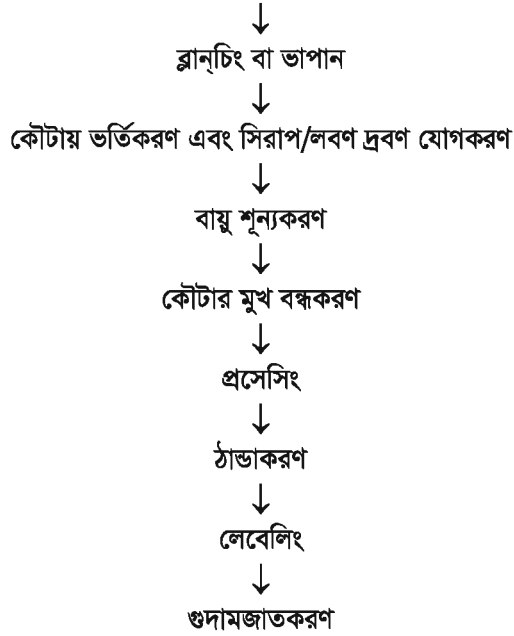 ↓
ব্লান্‌চিং বা ভাপান
↓
কৌটায় ভর্তিকরণ এবং সিরাপ/লবণ দ্রবণ যোগকরণ
↓
বায়ু শূন্যকরণ
↓
কৌটার মুখ বন্ধকরণ
↓
প্রসেসিং
↓
ঠান্ডাকরণ
↓
লেবেলিং
↓
গুদামজাতকরণ